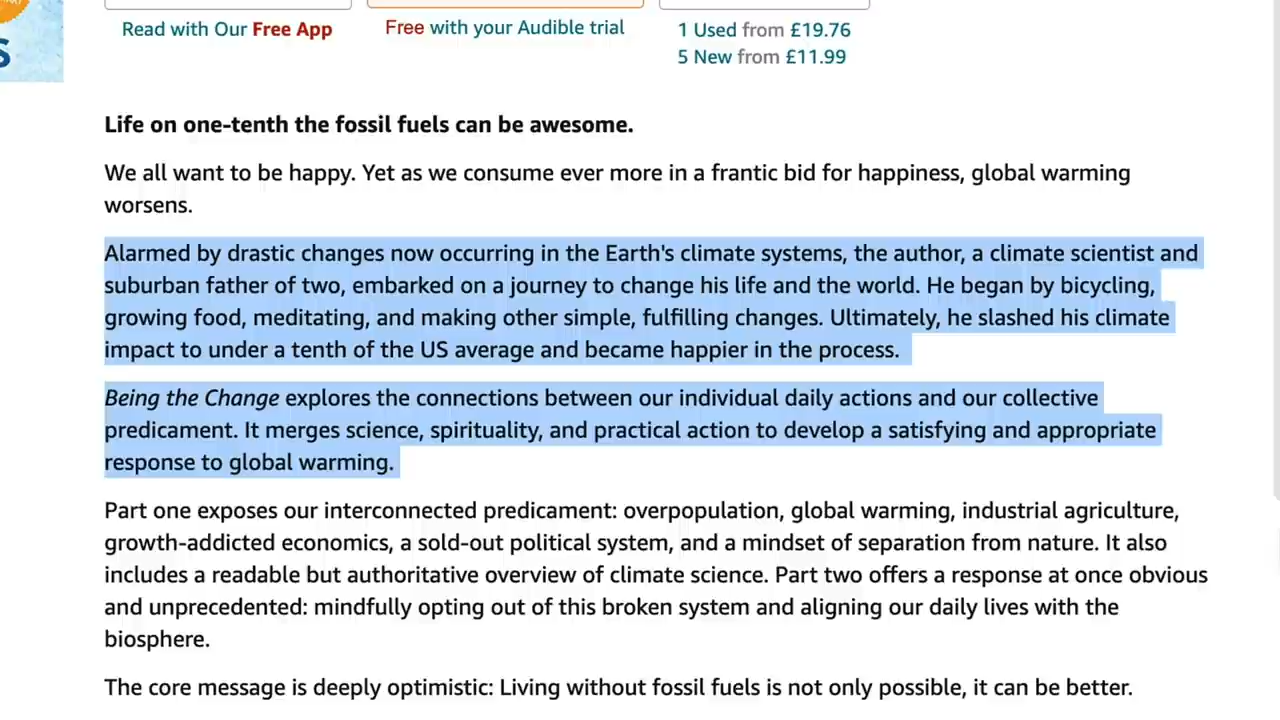 Read with Our Free App
Free with your Audible trial
1 Used from £19.76
5 New from £11.99
Life on one-tenth the fossil fuels can be awesome.
We all want to be happy. Yet as we consume ever more in a frantic bid for happiness, global warming
worsens.
Alarmed by drastic changes now occurring in the Earth's climate systems, the author, a climate scientist and
suburban father of two, embarked on a journey to change his life and the world. He began by bicycling,
growing food, meditating, and making other simple, fulfilling changes. Ultimately, he slashed his climate
impact to under a tenth of the US average and became happier in the process.
Being the Change explores the connections between our individual daily actions and our collective
predicament. It merges science, spirituality, and practical action to develop a satisfying and appropriate
response to global warming.
Part one exposes our interconnected predicament: overpopulation, global warming, industrial agriculture,
growth-addicted economics, a sold-out political system, and a mindset of separation from nature. It also
includes a readable but authoritative overview of climate science. Part two offers a response at once obvious
and unprecedented: mindfully opting out of this broken system and aligning our daily lives with the
biosphere.
The core message is deeply optimistic: Living without fossil fuels is not only possible, it can be better.